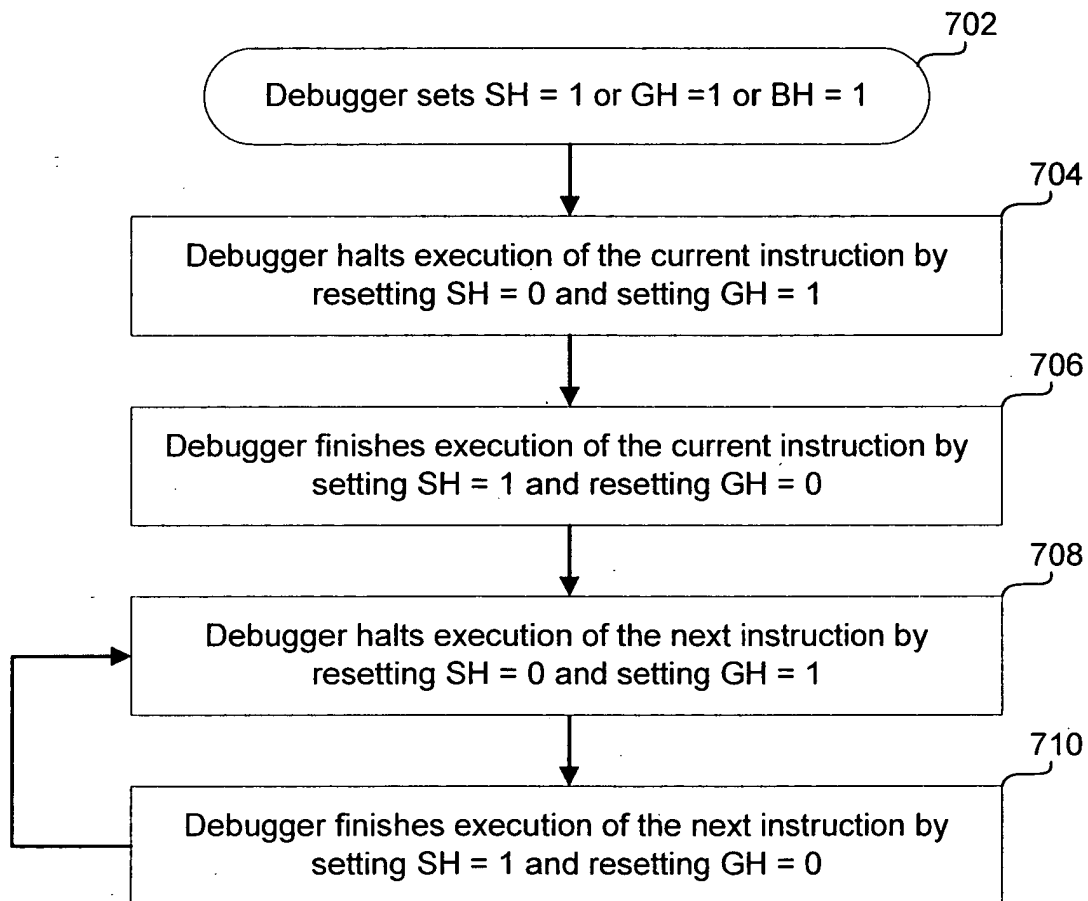 702
Debugger sets SH = 1 or GH =1 or BH = 1
704
Debugger halts execution of the current instruction by
resetting SH = 0 and setting GH = 1
706
Debugger finishes execution of the current instruction by
setting SH = 1 and resetting GH = 0
708
Debugger halts execution of the next instruction by
resetting SH = 0 and setting GH = 1
710
Debugger finishes execution of the next instruction by
setting SH = 1 and resetting GH = 0